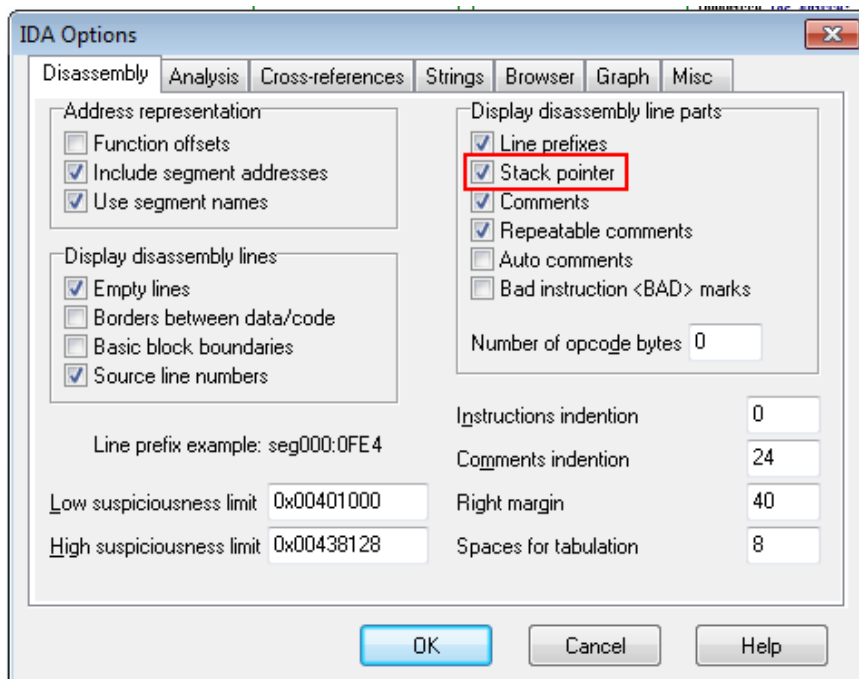 IDA Options
Disassembly Analysis Cross-references Strings Browser Graph Misc
Address representation
Function offsets
Include segment addresses
Use segment names
Display disassembly lines
Empty lines
Borders between data/code
Basic block boundaries
Source line numbers
Line prefix example: seg000:0FE4
Low suspiciousness limit 0x00401000
High suspiciousness limit 0x00438128
Display disassembly line parts
Line prefixes
Stack pointer
Comments
Repeatable comments
Auto comments
Bad instruction <BAD> marks
Number of opcode bytes 0
Instructions indention 0
Comments indention 24
Right margin 40
Spaces for tabulation 8
OK Cancel Help